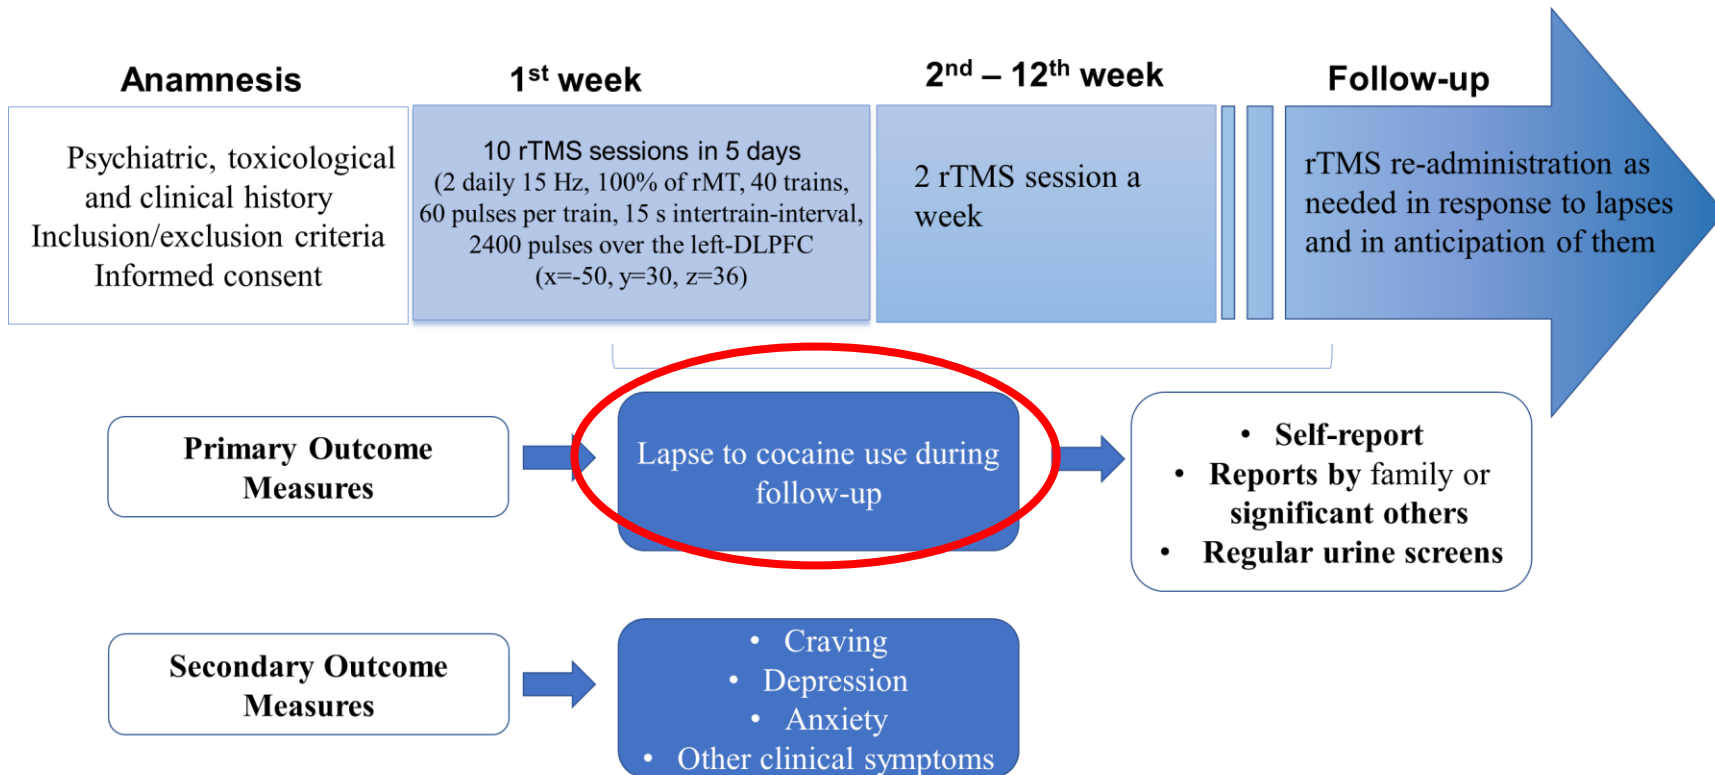 Anamnesis
Psychiatric, toxicological
and clinical history
Inclusion/exclusion criteria
Informed consent
1st week
10 rTMS sessions in 5 days
(2 daily 15 Hz, 100% of rMT, 40 trains,
60 pulses per train, 15 s intertrain-interval,
2400 pulses over the left-DLPFC
(x=-50, y=30, z=36)
2nd – 12th week
2 rTMS session a
week
Follow-up
rTMS re-administration as
needed in response to lapses
and in anticipation of them
Primary Outcome
Measures
Lapse to cocaine use during
follow-up
• Self-report
• Reports by family or
significant others
• Regular urine screens
Secondary Outcome
Measures
• Craving
• Depression
• Anxiety
• Other clinical symptoms